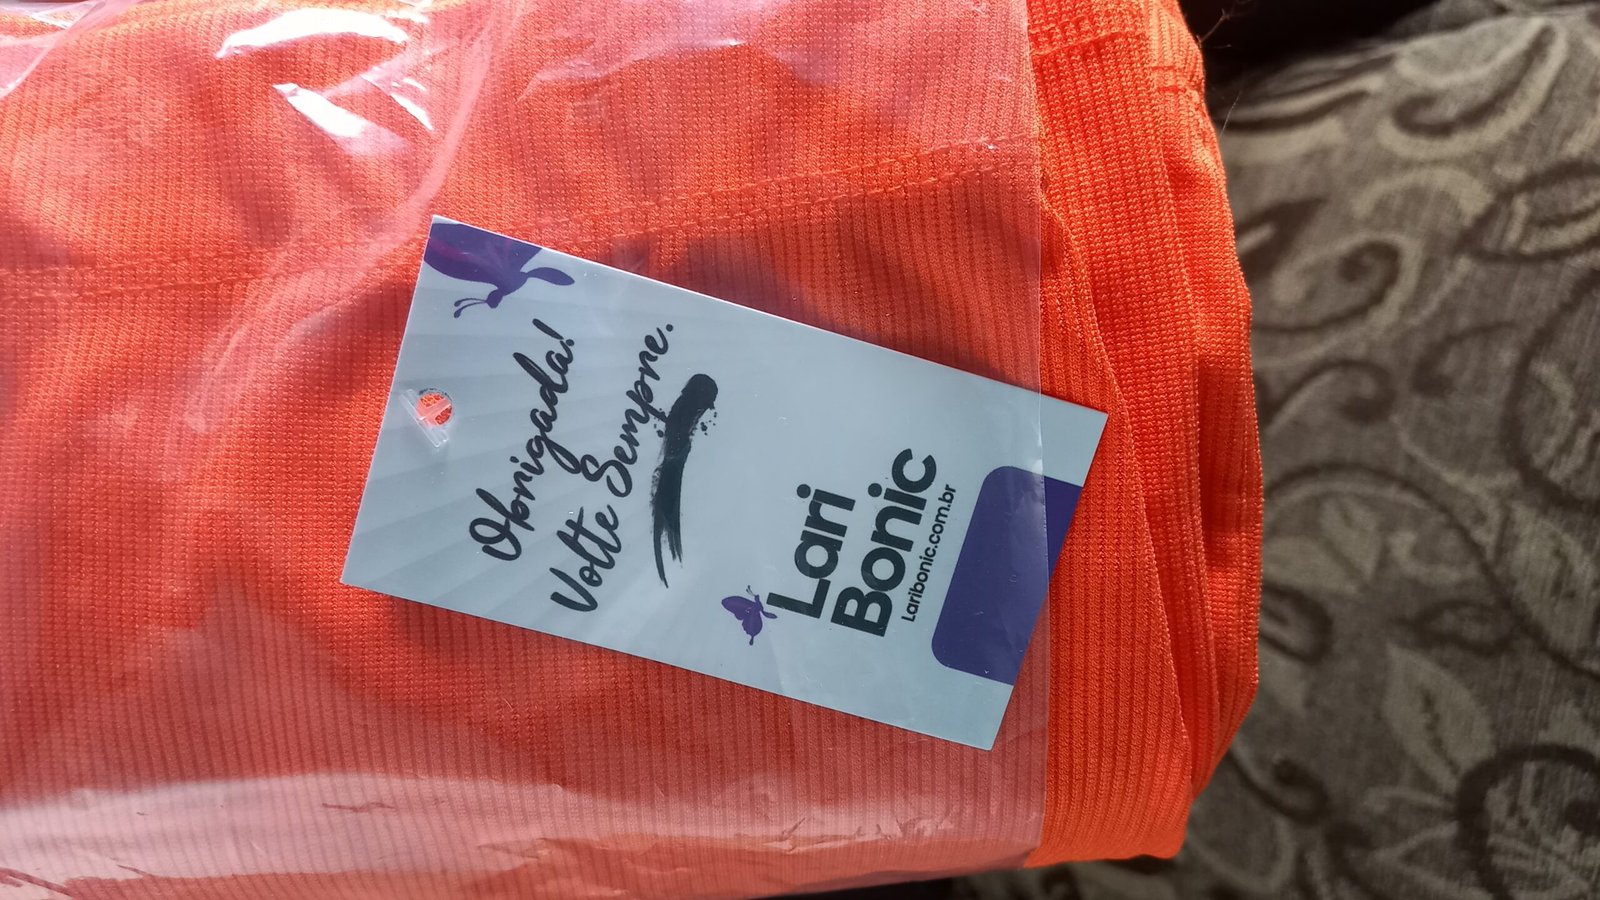 Obrigada!
Volte Sempre.
Lari
Bonic
Laribonic.com.br